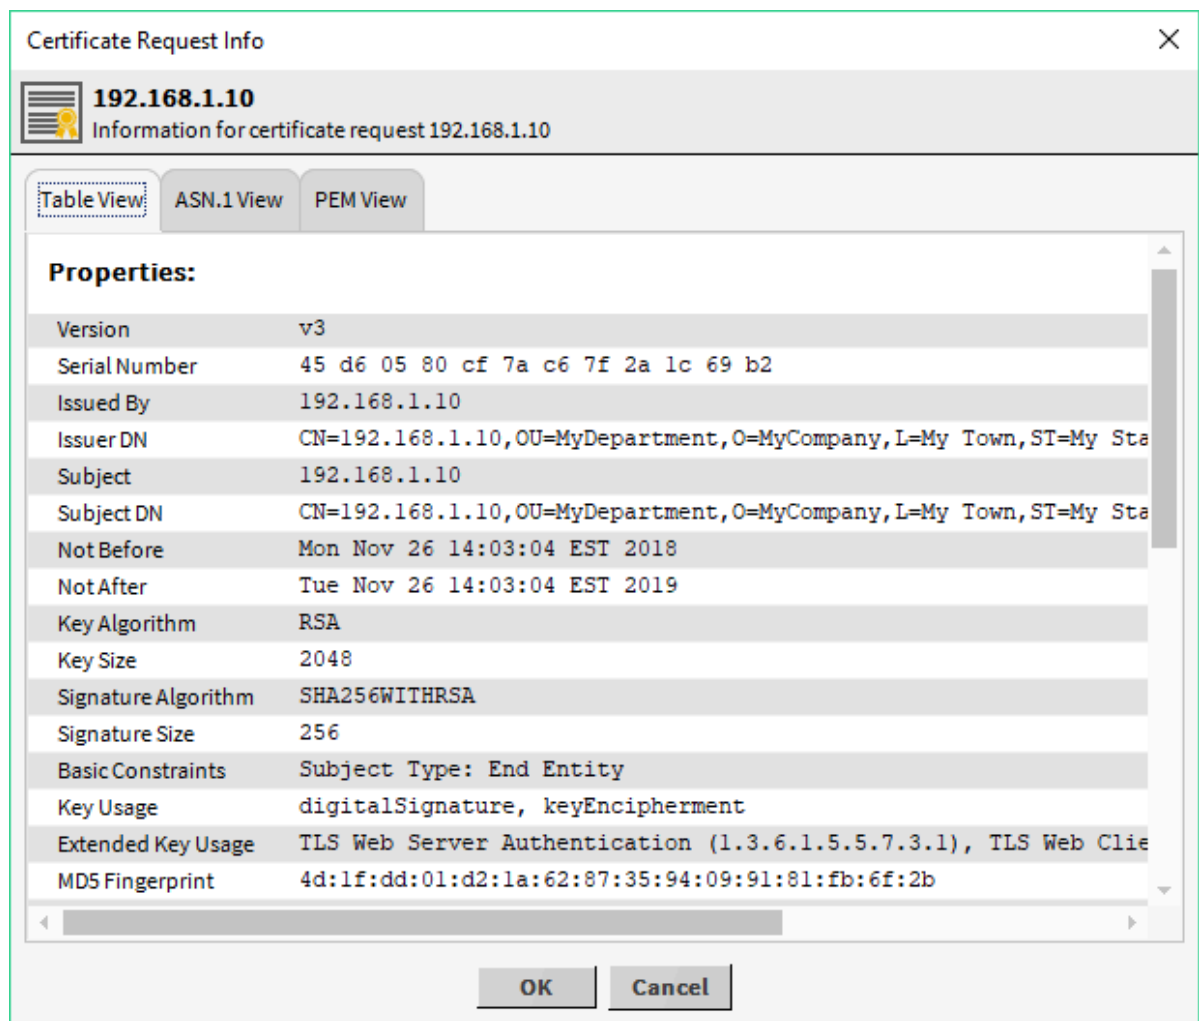 Certificate Request Info
192.168.1.10
Information for certificate request 192.168.1.10
Table View ASN.1 View PEM View
Properties:
Version v3
Serial Number 45 d6 05 80 cf 7a c6 7f 2a 1c 69 b2
Issued By 192.168.1.10
Issuer DN CN=192.168.1.10,OU=MyDepartment,O=MyCompany,L=My Town,ST=My Sta
Subject 192.168.1.10
Subject DN CN=192.168.1.10,OU=MyDepartment,O=MyCompany,L=My Town,ST=My Sta
Not Before Mon Nov 26 14:03:04 EST 2018
Not After Tue Nov 26 14:03:04 EST 2019
Key Algorithm RSA
Key Size 2048
Signature Algorithm SHA256WITHRSA
Signature Size 256
Basic Constraints Subject Type: End Entity
Key Usage digitalSignature, keyEncipherment
Extended Key Usage TLS Web Server Authentication (1.3.6.1.5.5.7.3.1), TLS Web Clie
MD5 Fingerprint 4d:1f:dd:01:d2:1a:62:87:35:94:09:91:81:fb:6f:2b
OK Cancel